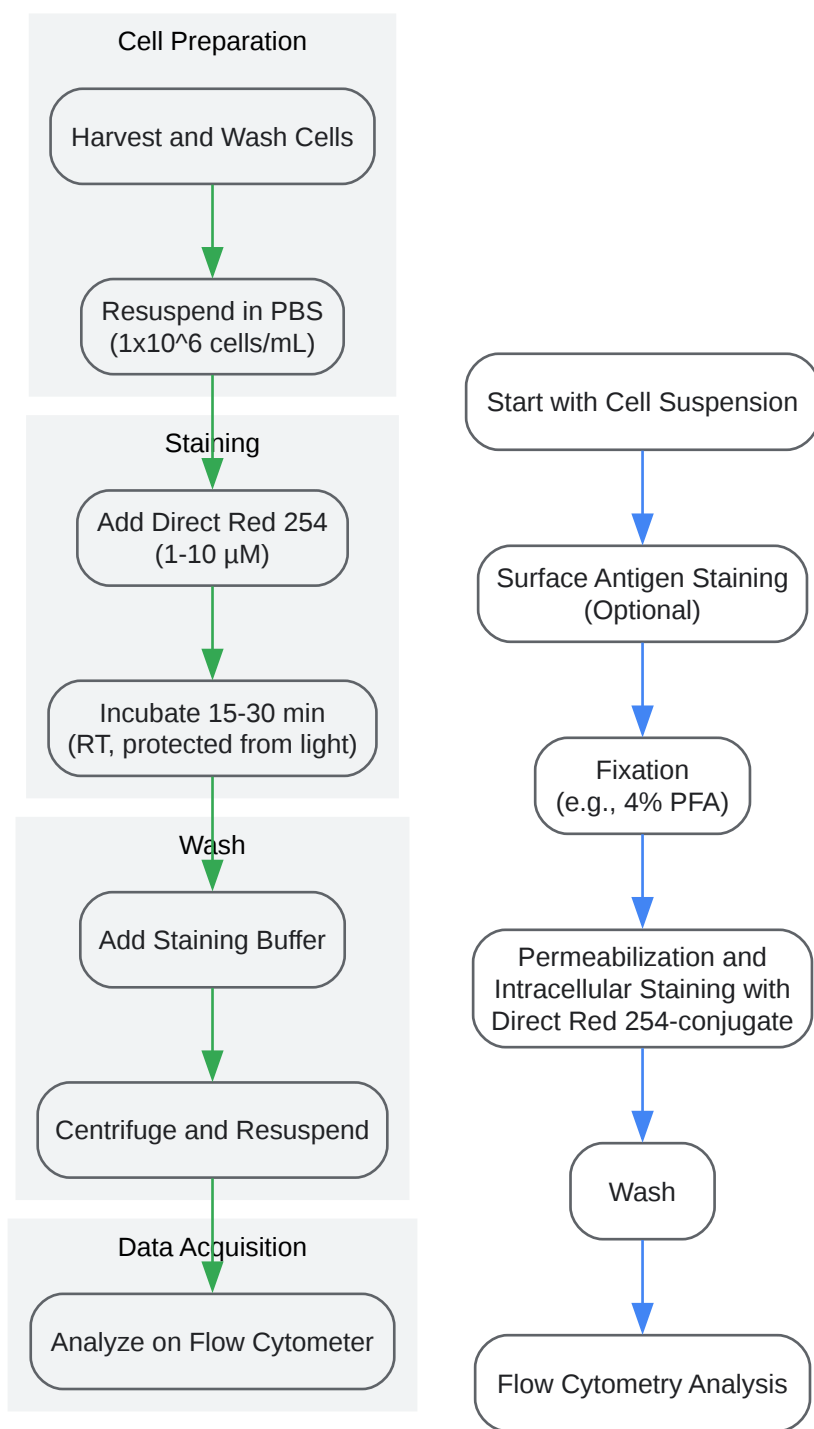 Cell Preparation
Harvest and Wash Cells
Resuspend in PBS
(1x10^6 cells/mL)
Staining
Add Direct Red 254
(1-10 µM)
Incubate 15-30 min
(RT, protected from light)
Wash
Add Staining Buffer
Centrifuge and Resuspend
Data Acquisition
Analyze on Flow Cytometer
Start with Cell Suspension
Surface Antigen Staining
(Optional)
Fixation
(e.g., 4% PFA)
Permeabilization and
Intracellular Staining with
Direct Red 254-conjugate
Wash
Flow Cytometry Analysis